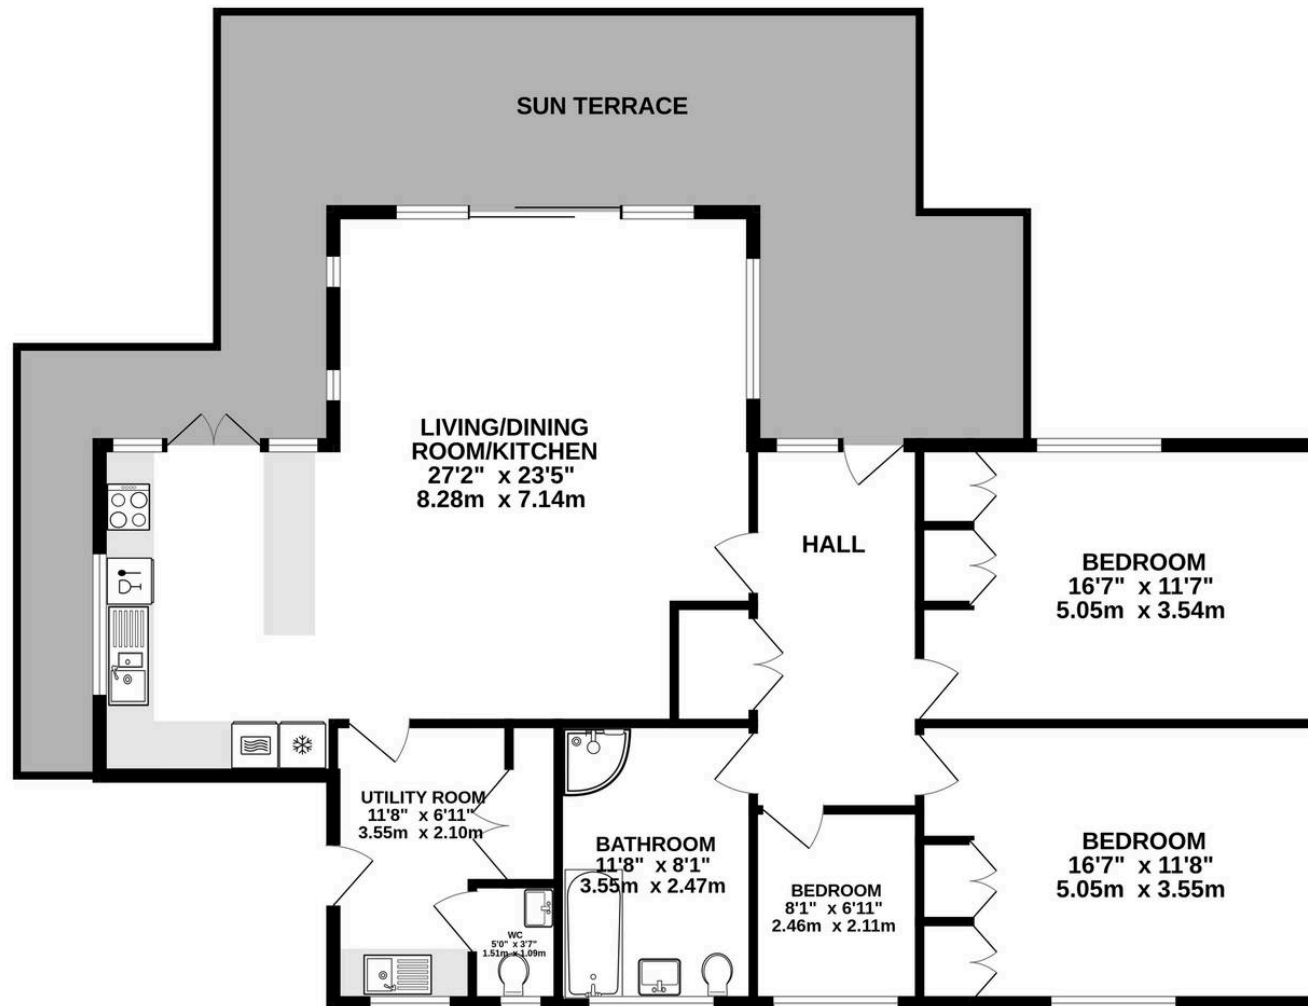 SUN TERRACE
LIVING/DINING
ROOM/KITCHEN
27'2" x 23'5"
8.28m x 7.14m
HALL
BEDROOM
16'7" x 11'7"
5.05m x 3.54m
UTILITY ROOM
11'8" x 6'11"
3.55m x 2.10m
BATHROOM
11'8" x 8'1"
3.55m x 2.47m
BEDROOM
16'7" x 11'8"
5.05m x 3.55m
BEDROOM
8'1" x 6'11"
2.46m x 2.11m
WC
5'0" x 3'7"
1.51m x 1.09m